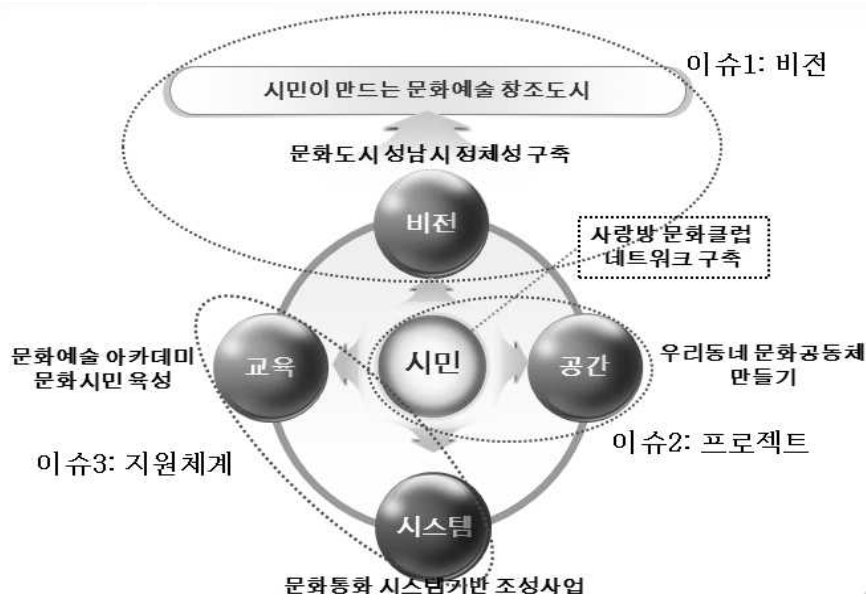 이슈1: 비전
시민이 만드는 문화예술 창조도시
문화도시 성남시 정체성 구축
비전
사랑방 문화클럽
네트워크 구축
문화예술 아카데미
문화시민 육성
교육
시민
공간
우리동네 문화공동체
만들기
이슈3: 지원체계
이슈2: 프로젝트
시스템
문화통화 시스템기반 조성사업